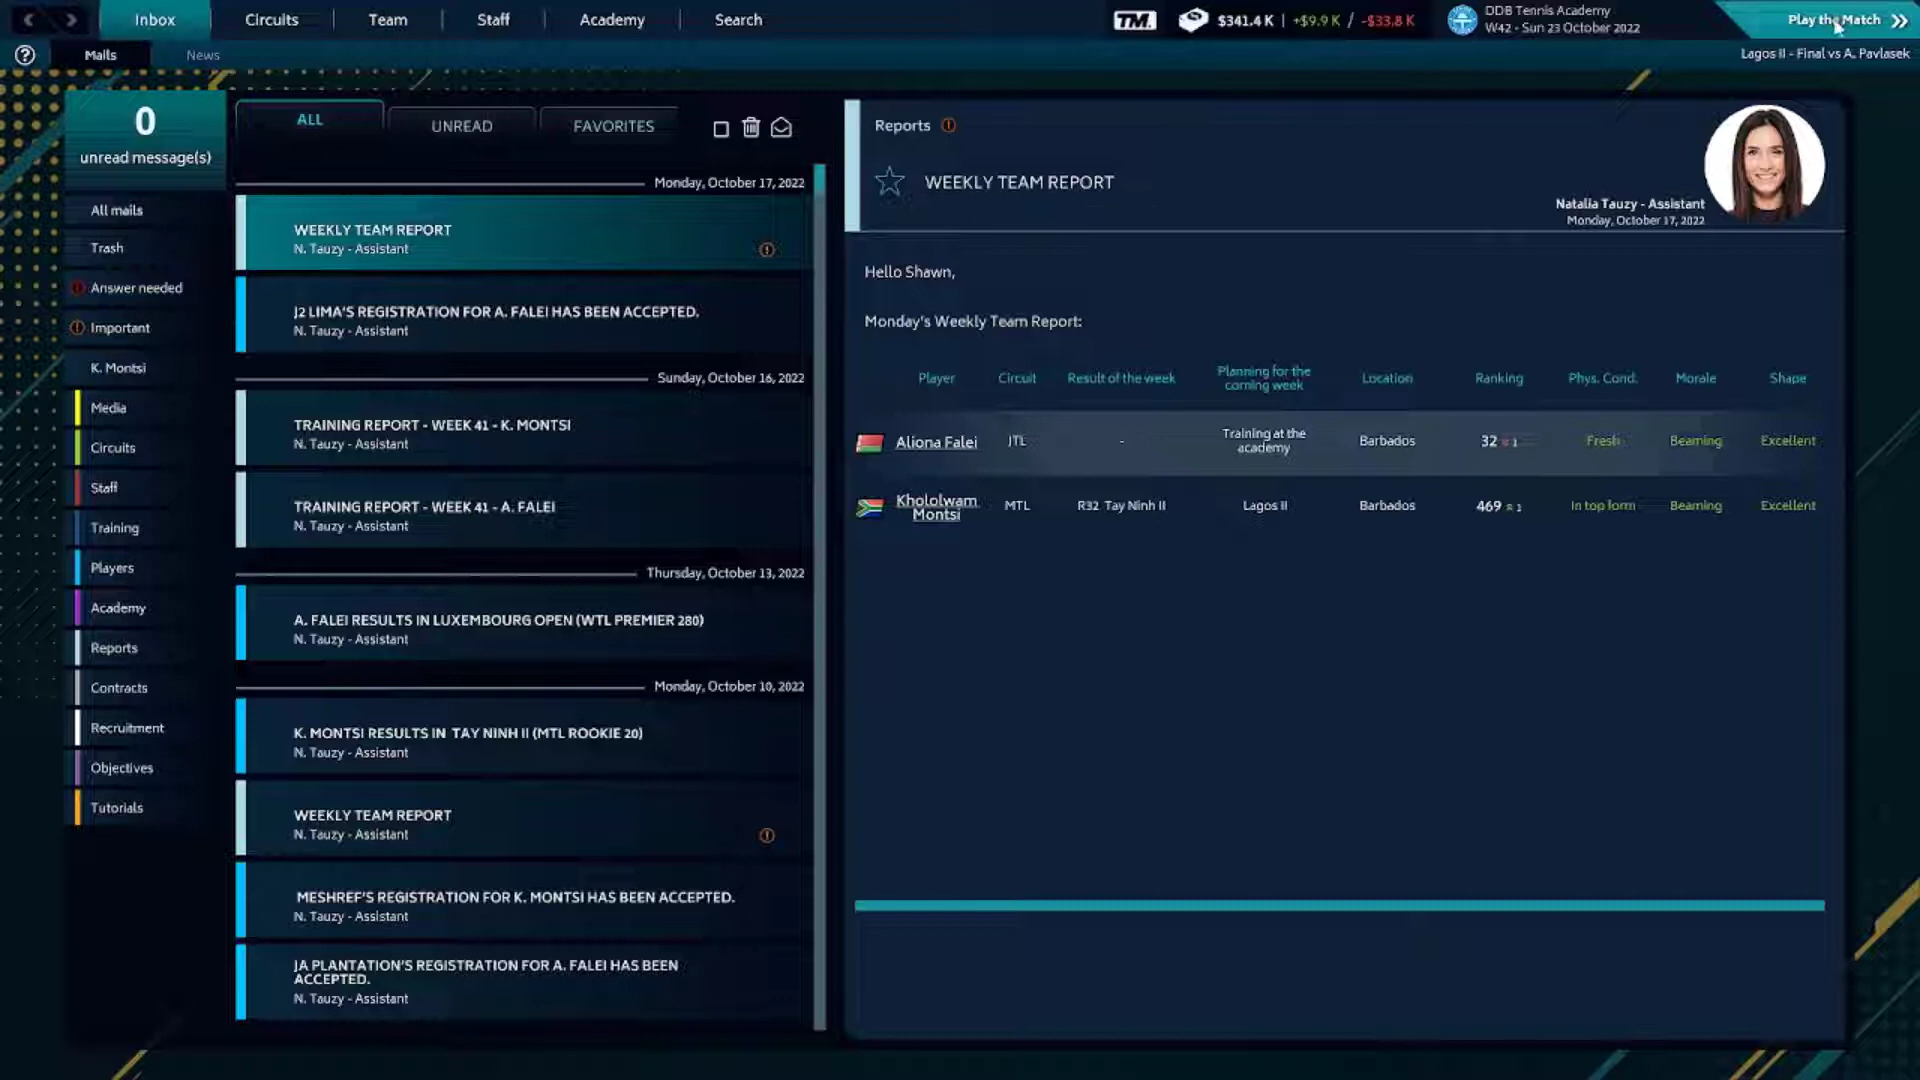 Inbox Circuits Team Staff Academy Search
TM. $341.4 K | +$9.9 K / -$33.8 K
DDB Tennis Academy
W42 - Sun 23 October 2022
Play the Match
Mails News
Lagos II - Final vs A. Pavlasek
0
unread message(s)
All mails
Trash
Answer needed
Important
K. Montsi
Media
Circuits
Staff
Training
Players
Academy
Reports
Contracts
Recruitment
Objectives
Tutorials
ALL UNREAD FAVORITES
Monday, October 17, 2022
WEEKLY TEAM REPORT
N. Tauzy - Assistant
J2 LIMA'S REGISTRATION FOR A. FALEI HAS BEEN ACCEPTED.
N. Tauzy - Assistant
Sunday, October 16, 2022
TRAINING REPORT - WEEK 41 - K. MONTSI
N. Tauzy - Assistant
TRAINING REPORT - WEEK 41 - A. FALEI
N. Tauzy - Assistant
Thursday, October 13, 2022
A. FALEI RESULTS IN LUXEMBOURG OPEN (WTL PREMIER 280)
N. Tauzy - Assistant
Monday, October 10, 2022
K. MONTSI RESULTS IN TAY NINH II (MTL ROOKIE 20)
N. Tauzy - Assistant
WEEKLY TEAM REPORT
N. Tauzy - Assistant
MESHREF'S REGISTRATION FOR K. MONTSI HAS BEEN ACCEPTED.
N. Tauzy - Assistant
JA PLANTATION'S REGISTRATION FOR A. FALEI HAS BEEN
ACCEPTED.
N. Tauzy - Assistant
Reports
WEEKLY TEAM REPORT
Natalia Tauzy - Assistant
Monday, October 17, 2022
Hello Shawn,
Monday's Weekly Team Report:
Player Circuit Result of the week Planning for the coming week Location Ranking Phys. Cond. Morale Shape
Aliona Falei JTL - Training at the academy Barbados 32 1 Fresh Beaming Excellent
Khololwam Montsi MTL R32 Tay Ninh II Lagos II Barbados 469 1 In top form Beaming Excellent